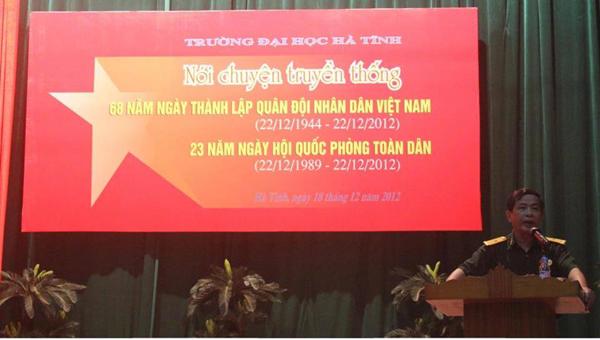 TRƯỜNG ĐẠI HỌC HÀ TĨNH
Nói chuyện truyền thống
68 NĂM NGÀY THÀNH LẬP QUÂN ĐỘI NHÂN DÂN VIỆT NAM
(22/12/1944 - 22/12/2012)
23 NĂM NGÀY HỘI QUỐC PHÒNG TOÀN DÂN
(22/12/1989 - 22/12/2012)
Hà Tĩnh, ngày 18 tháng 12 năm 2012